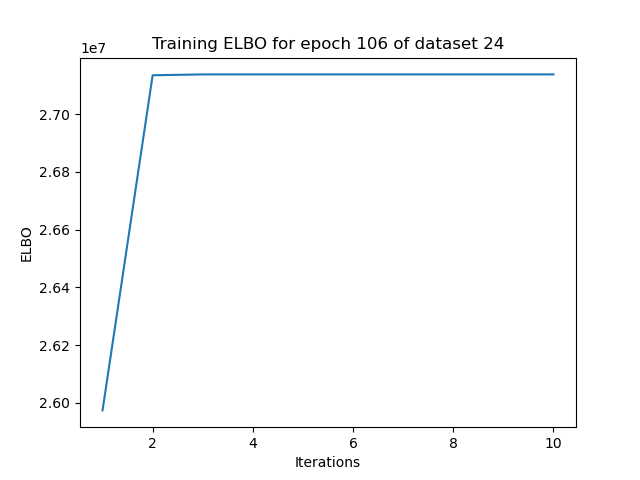 Training ELBO for epoch 106 of dataset 24
1e7
2.70
2.68
2.66
2.64
2.62
2.60
ELBO
2 4 6 8 10
Iterations